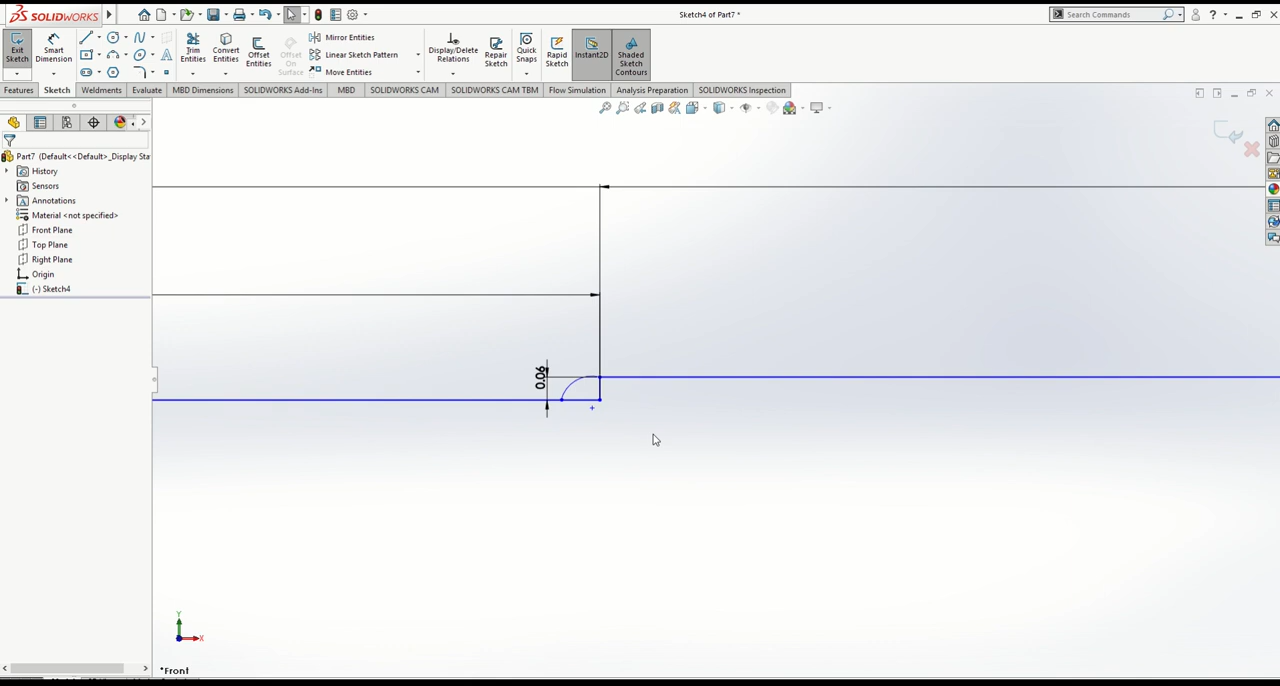 SOLIDWORKS
Sketch4 of Part7 *
Search Commands
?
Exit Sketch
Smart Dimension
Trim Entities
Convert Entities
Offset Entities
Offset On Surface
Mirror Entities
Linear Sketch Pattern
Move Entities
Display/Delete Relations
Repair Sketch
Quick Snaps
Rapid Sketch
Instant2D
Shaded Sketch Contours
Features Sketch Weldments Evaluate MBD Dimensions SOLIDWORKS Add-Ins MBD SOLIDWORKS CAM SOLIDWORKS CAM TBM Flow Simulation Analysis Preparation SOLIDWORKS Inspection
Part7 (Default<<Default>_Display Sta
History
Sensors
Annotations
Material <not specified>
Front Plane
Top Plane
Right Plane
Origin
(-) Sketch4
0.06
Y
X
*Front